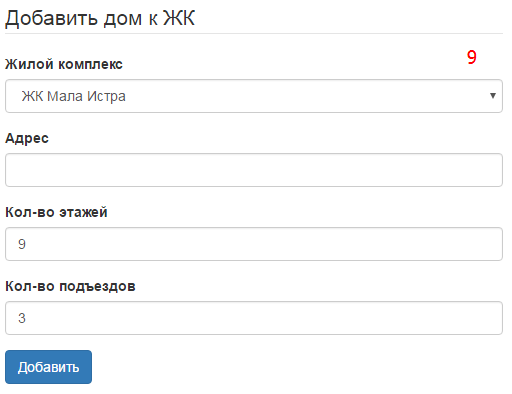 Добавить дом к ЖК
9
Жилой комплекс
ЖК Мала Истра
Адрес
Кол-во этажей
9
Кол-во подъездов
3
Добавить